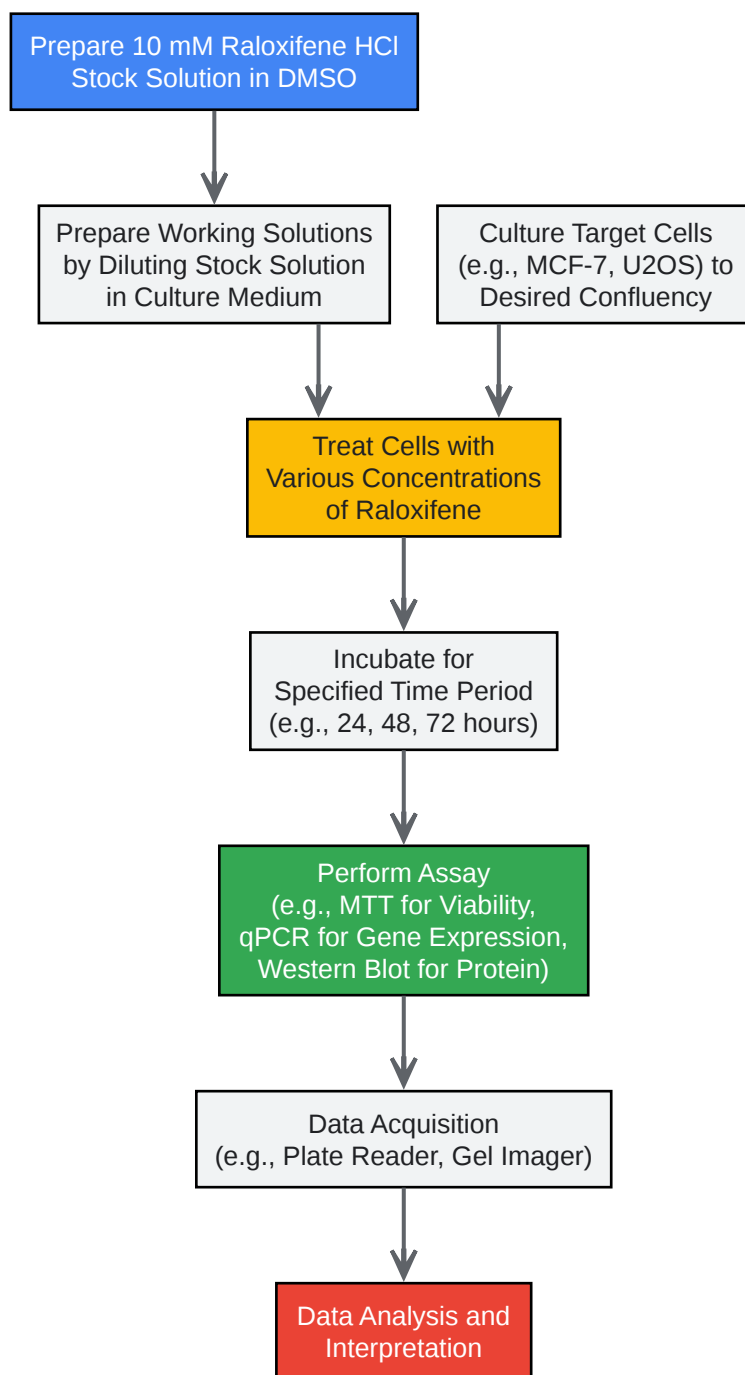 Prepare 10 mM Raloxifene HCl
Stock Solution in DMSO
Prepare Working Solutions
by Diluting Stock Solution
in Culture Medium
Culture Target Cells
(e.g., MCF-7, U2OS) to
Desired Confluency
Treat Cells with
Various Concentrations
of Raloxifene
Incubate for
Specified Time Period
(e.g., 24, 48, 72 hours)
Perform Assay
(e.g., MTT for Viability,
qPCR for Gene Expression,
Western Blot for Protein)
Data Acquisition
(e.g., Plate Reader, Gel Imager)
Data Analysis and
Interpretation